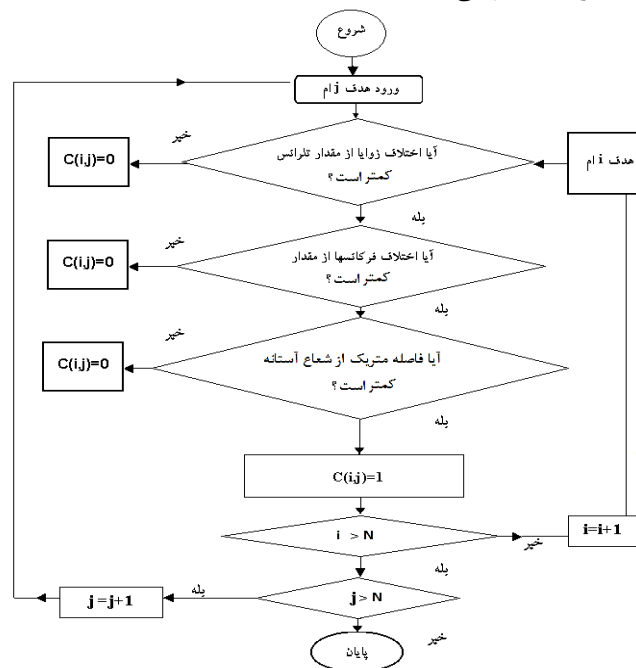 شروع
ورود هدف j ام
آیا اختلاف زوایا از مقدار تلرانس
کمتر است؟
خیر
C(i,j)=0
هدف i ام
بله
آیا اختلاف فرکانسها از مقدار
کمتر است؟
خیر
C(i,j)=0
بله
آیا فاصله متریک از شعاع آستانه
کمتر است؟
خیر
C(i,j)=0
بله
C(i,j)=1
i > N
خیر
i=i+1
بله
j> N
بله
j =j+1
خیر
پایان